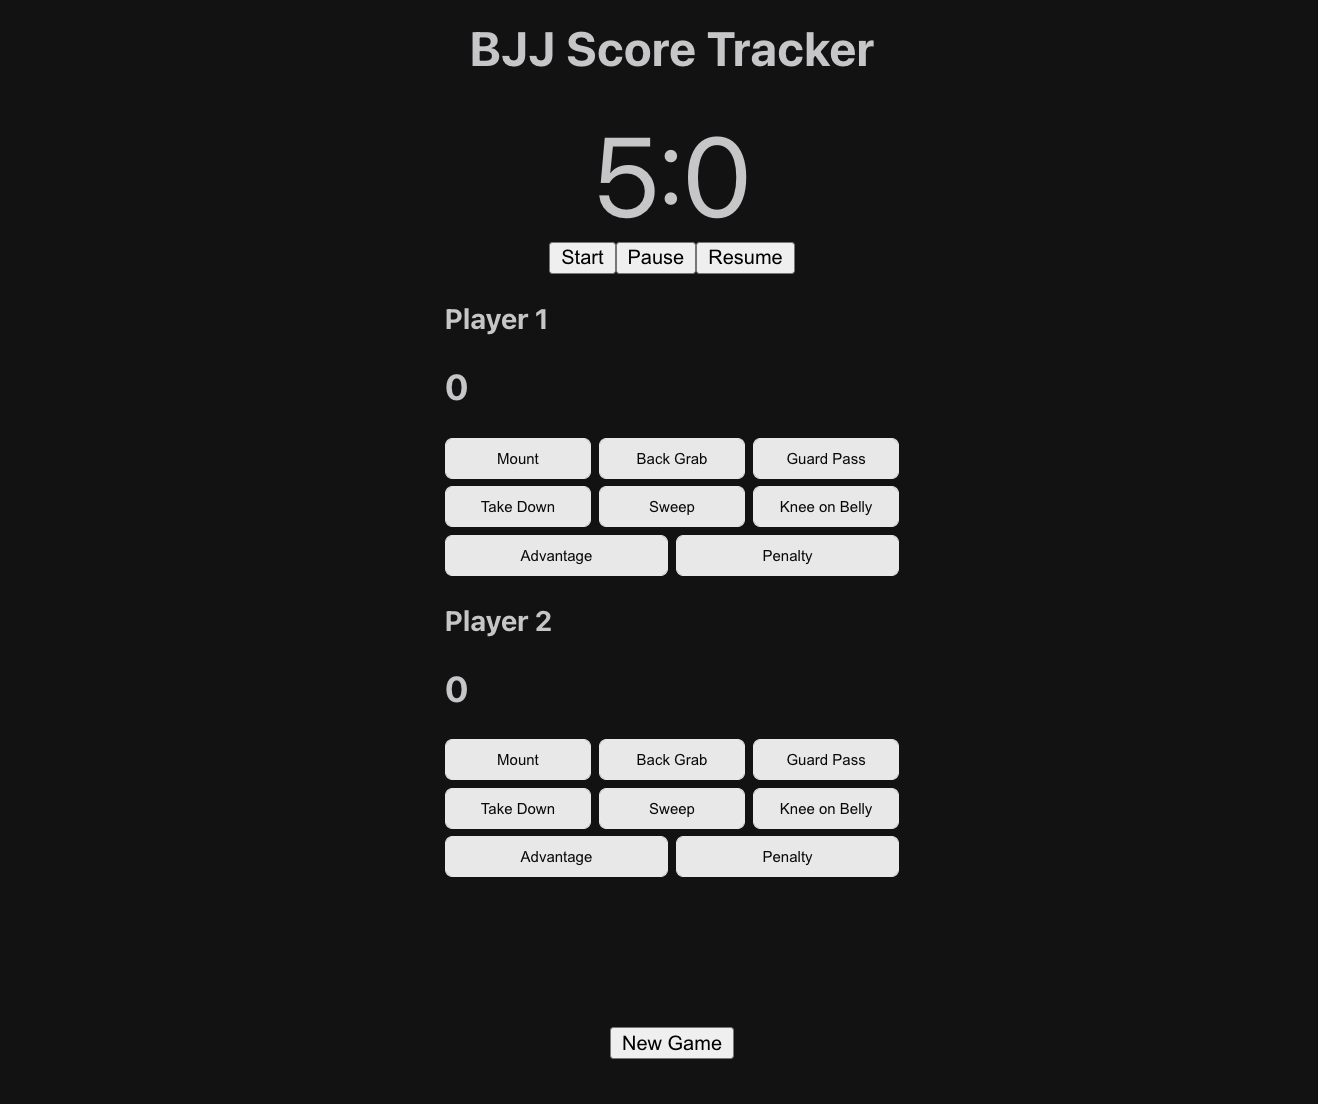 BJJ Score Tracker
5:0
Start Pause Resume
Player 1
0
Mount Back Grab Guard Pass
Take Down Sweep Knee on Belly
Advantage Penalty
Player 2
0
Mount Back Grab Guard Pass
Take Down Sweep Knee on Belly
Advantage Penalty
New Game